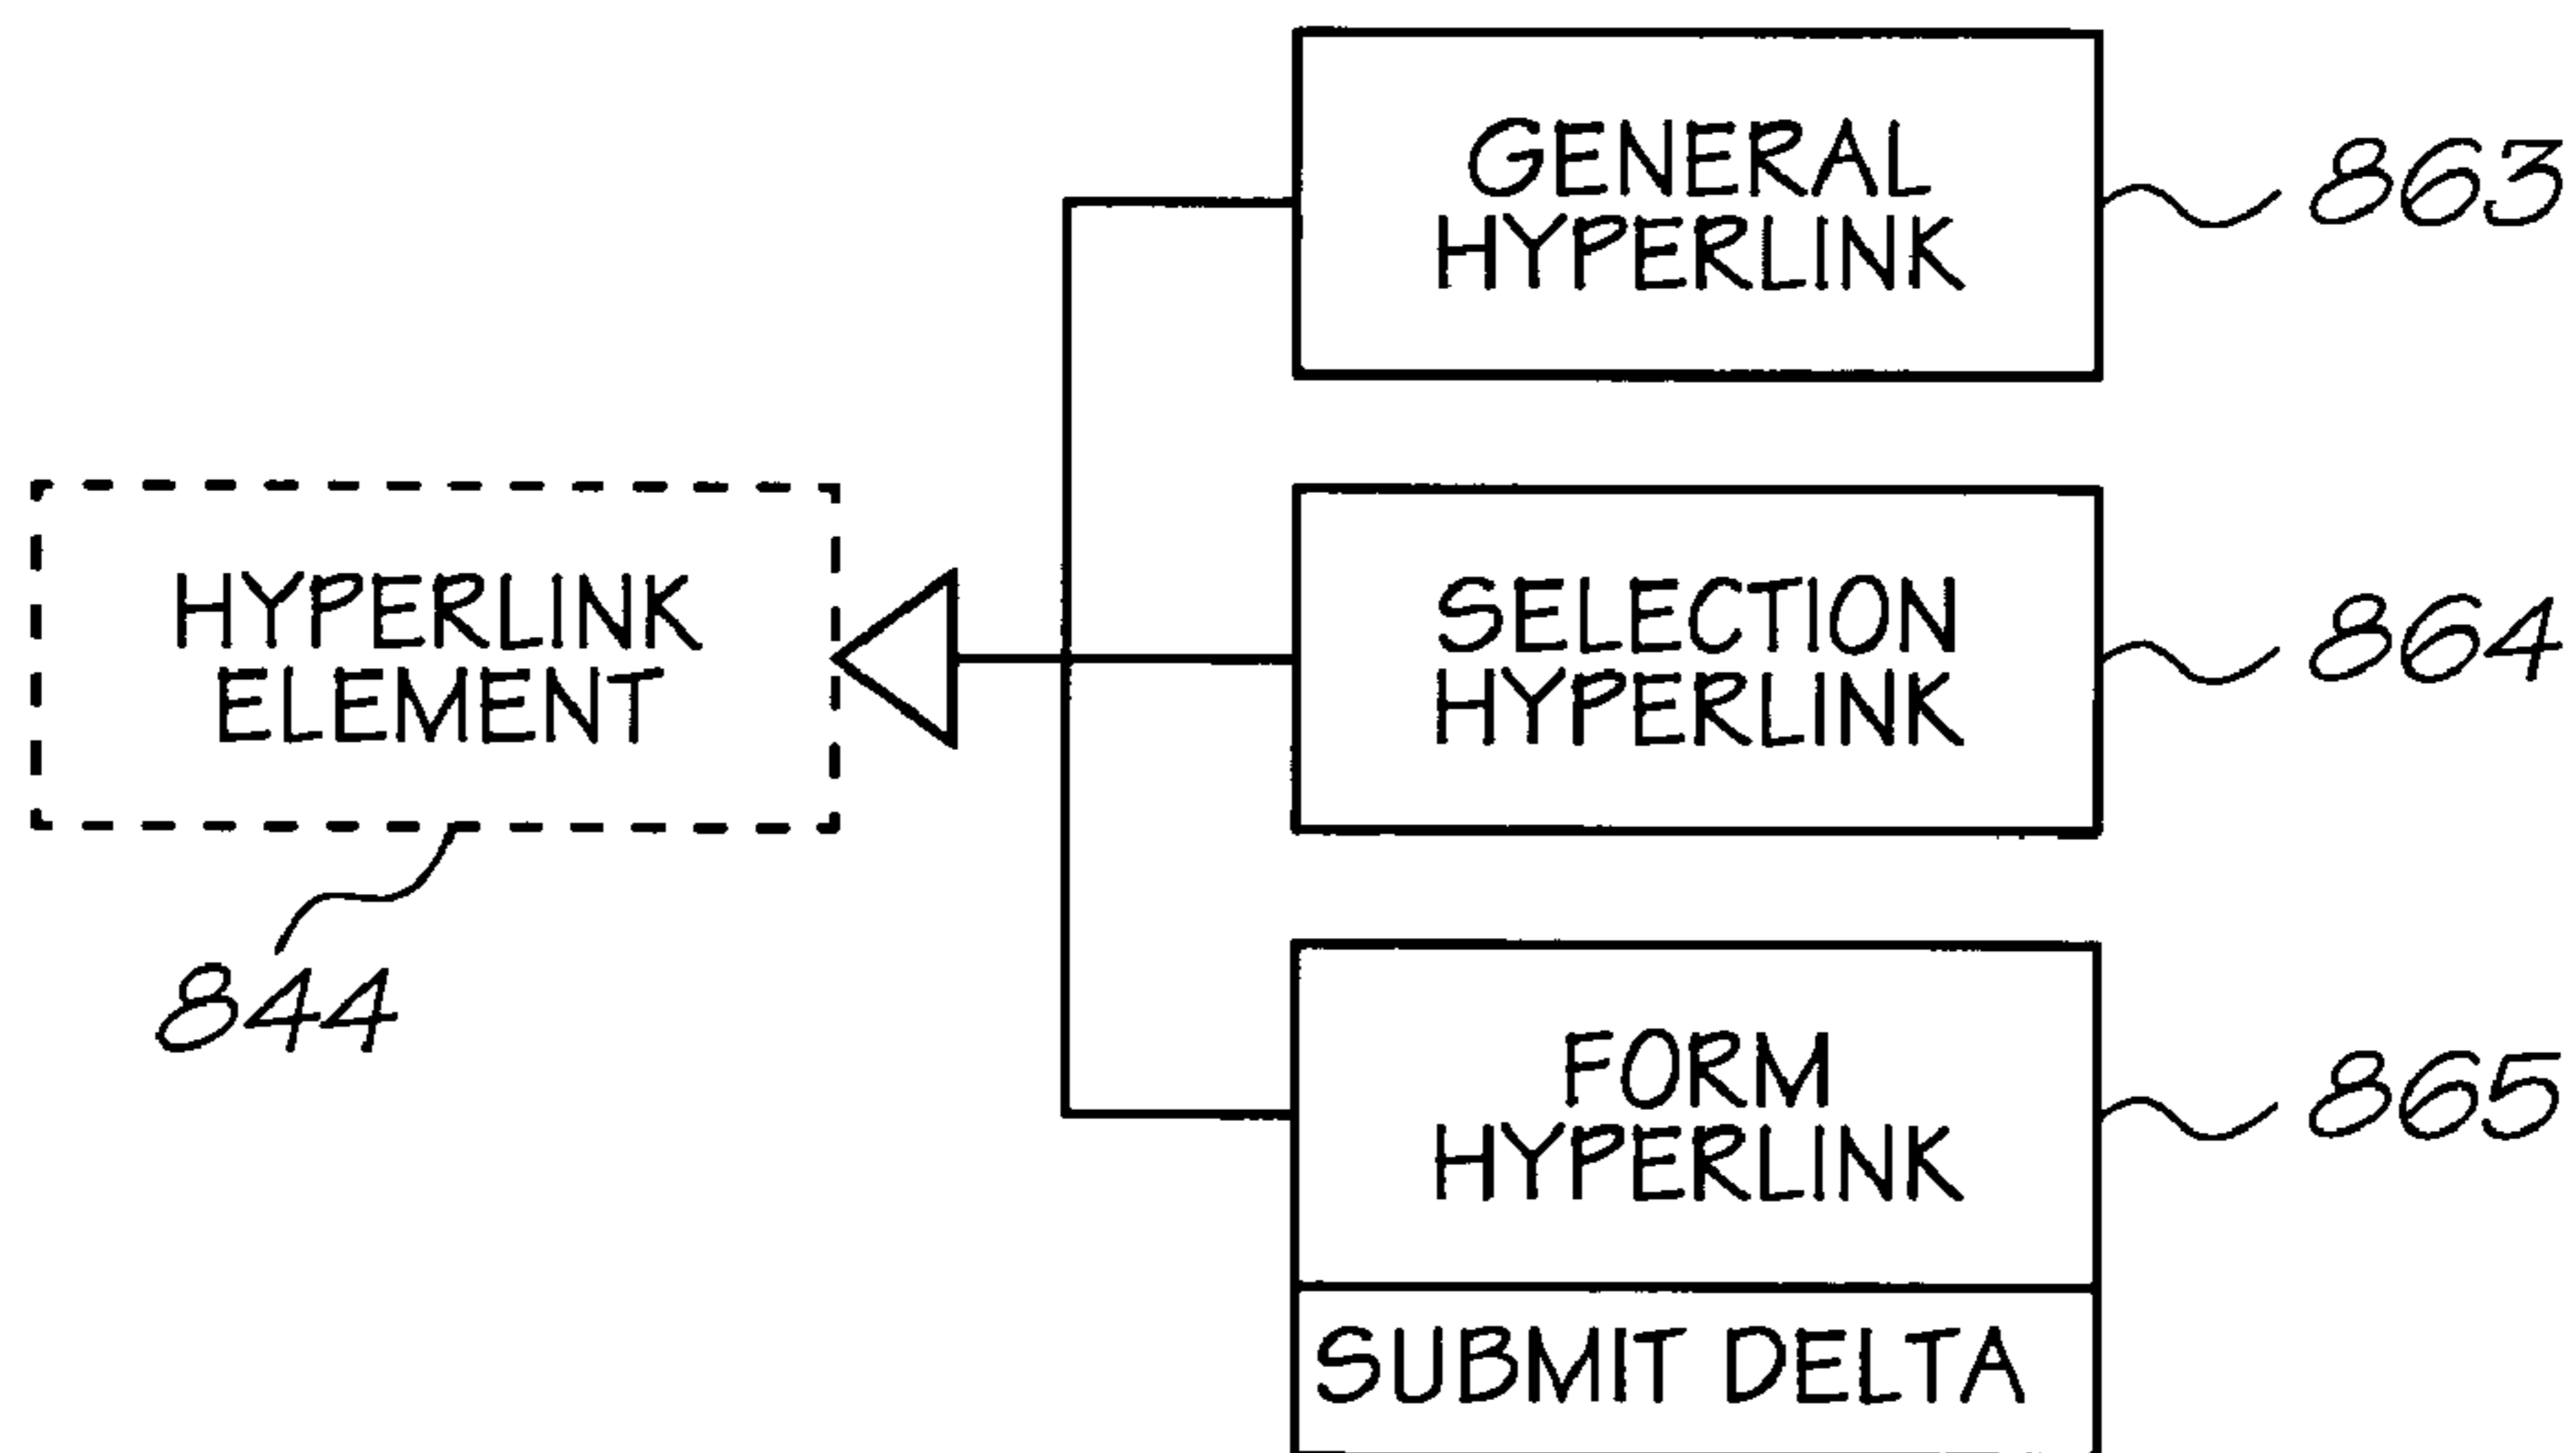 GENERAL
HYPERLINK
863
HYPERLINK
ELEMENT
844
SELECTION
HYPERLINK
864
FORM
HYPERLINK
865
SUBMIT DELTA